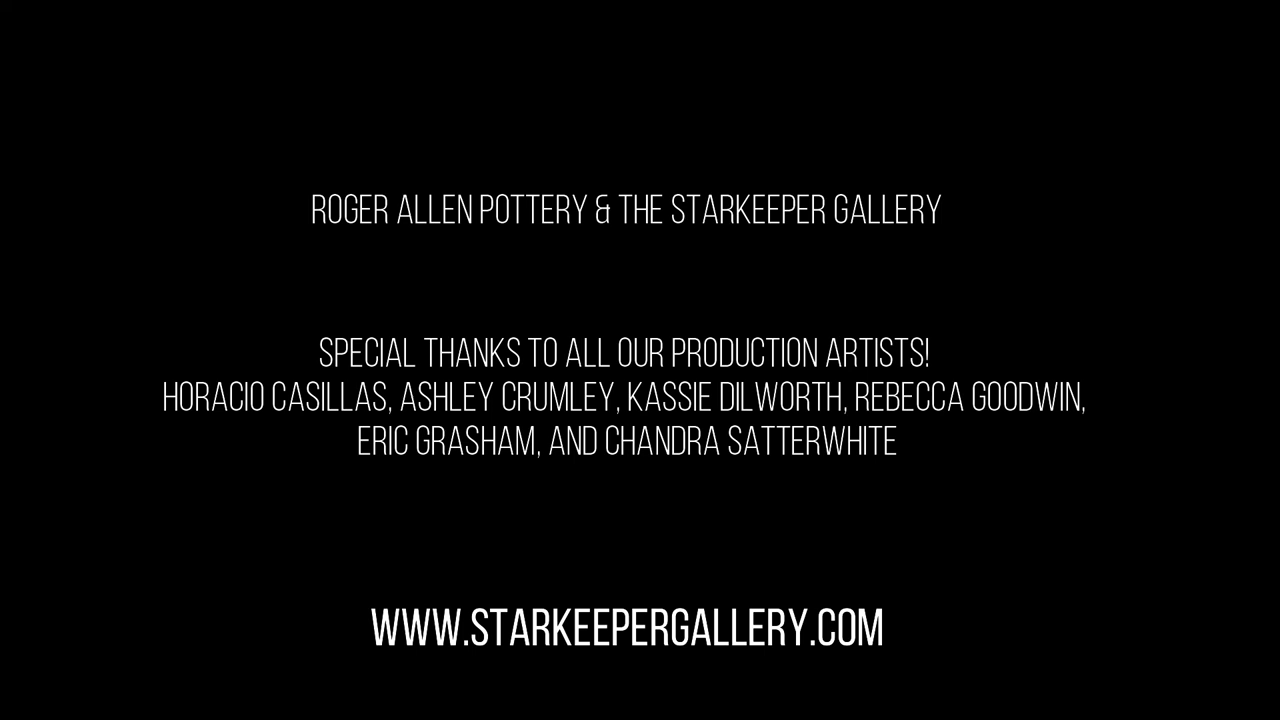 ROGER ALLEN POTTERY & THE STARKEEPER GALLERY
SPECIAL THANKS TO ALL OUR PRODUCTION ARTISTS!
HORACIO CASILLAS, ASHLEY CRUMLEY, KASSIE DILWORTH, REBECCA GOODWIN,
ERIC GRASHAM, AND CHANDRA SATTERWHITE
WWW.STARKEEPERGALLERY.COM